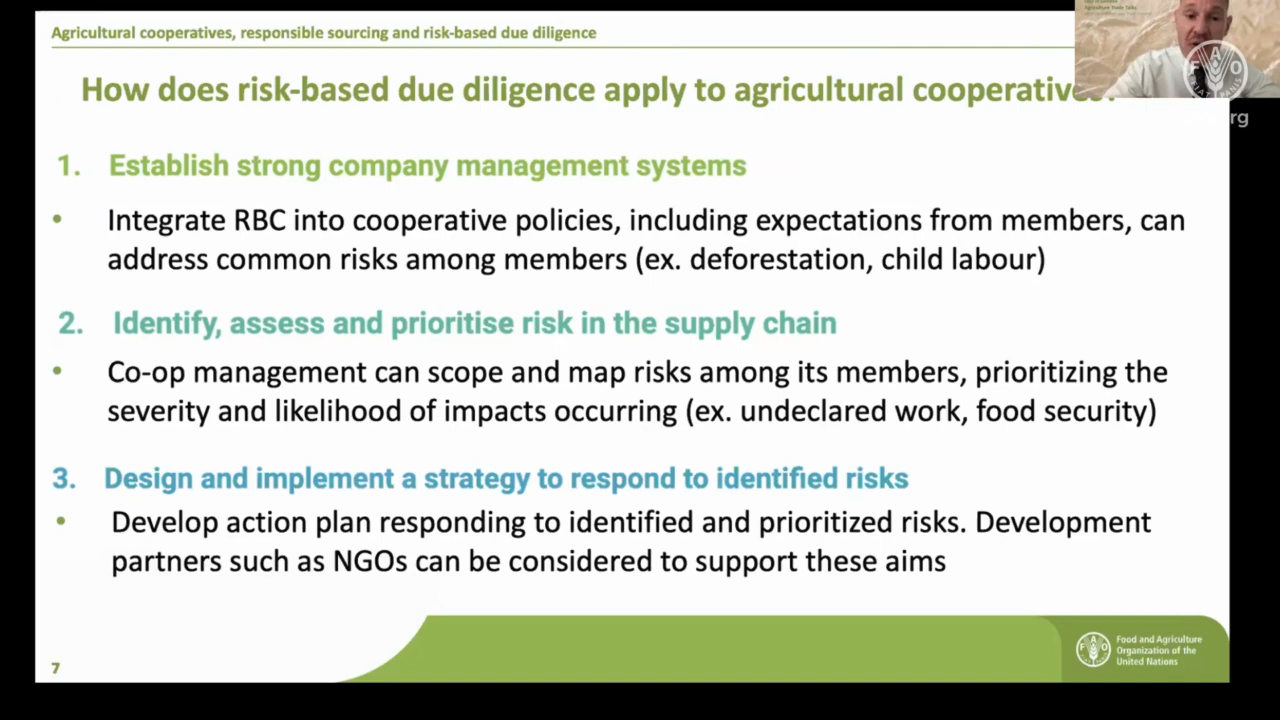 Agricultural cooperatives, responsible sourcing and risk-based due diligence
Agriculture Trade Talks
How does risk-based due diligence apply to agricultural cooperatives?
1. Establish strong company management systems
• Integrate RBC into cooperative policies, including expectations from members, can
address common risks among members (ex. deforestation, child labour)
2. Identify, assess and prioritise risk in the supply chain
• Co-op management can scope and map risks among its members, prioritizing the
severity and likelihood of impacts occurring (ex. undeclared work, food security)
3. Design and implement a strategy to respond to identified risks
• Develop action plan responding to identified and prioritized risks. Development
partners such as NGOs can be considered to support these aims
7
FAO
Food and Agriculture
Organization of the
United Nations